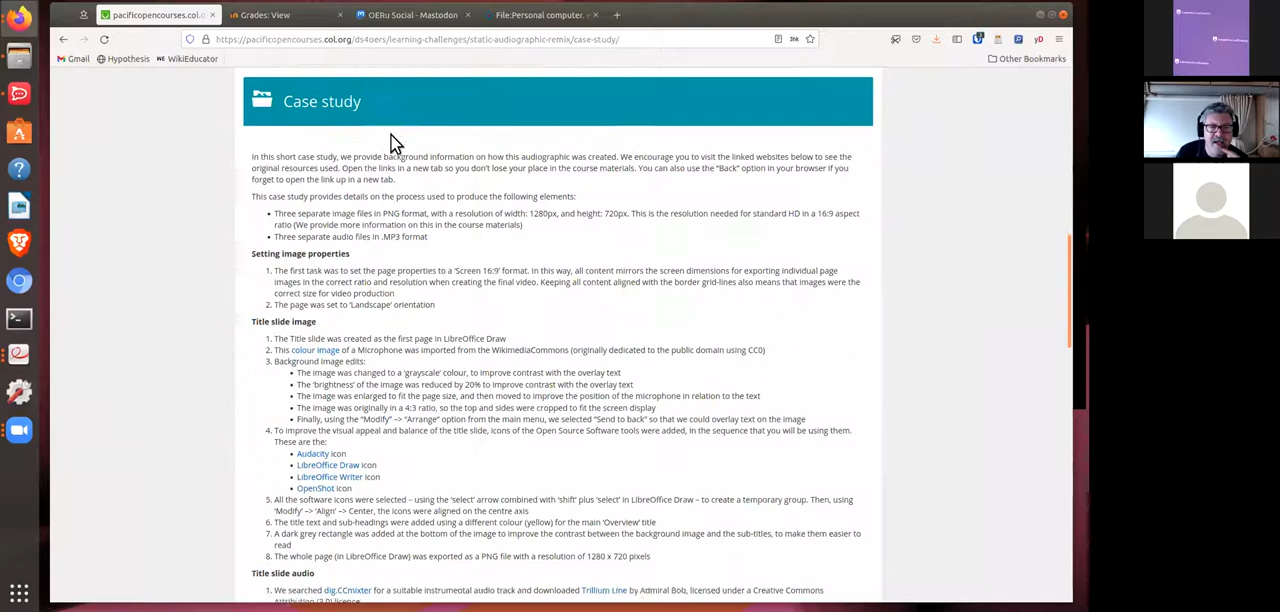 pacificopencourses.col.o
Grades: View
OERu Social - Mastodon
File:Personal computer.
https://pacificopencourses.col.org/ds4oers/learning-challenges/static-audiographic-remix/case-study/
Gmail Hypothesis WE WikiEducator Other Bookmarks
Case study
In this short case study, we provide background information on how this audiographic was created. We encourage you to visit the linked websites below to see the
original resources used. Open the links in a new tab so you don't lose your place in the course materials. You can also use the "Back" option in your browser if you
forget to open the link up in a new tab.
This case study provides details on the process used to produce the following elements:
Three separate image files in PNG format, with a resolution of width: 1280px, and height: 720px. This is the resolution needed for standard HD in a 16:9 aspect
ratio (We provide more information on this in the course materials)
Three separate audio files in .MP3 format
Setting image properties
1. The first task was to set the page properties to a 'Screen 16:9' format. In this way, all content mirrors the screen dimensions for exporting individual page
images in the correct ratio and resolution when creating the final video. Keeping all content aligned with the border grid-lines also means that images were the
correct size for video production
2. The page was set to 'Landscape' orientation
Title slide image
1. The Title slide was created as the first page in LibreOffice Draw
2. This colour image of a Microphone was imported from the WikimediaCommons (originally dedicated to the public domain using CC0)
3. Background image edits:
The image was changed to a 'grayscale' colour, to improve contrast with the overlay text
The 'brightness' of the image was reduced by 20% to improve contrast with the overlay text
The image was enlarged to fit the page size, and then moved to improve the position of the microphone in relation to the text
The image was originally in a 4:3 ratio, so the top and sides were cropped to fit the screen display
Finally, using the "Modify" –> "Arrange" option from the main menu, we selected "Send to back" so that we could overlay text on the image
4. To improve the visual appeal and balance of the title slide, icons of the Open Source Software tools were added, in the sequence that you will be using them.
These are the:
Audacity icon
LibreOffice Draw icon
LibreOffice Writer icon
OpenShot icon
5. All the software icons were selected – using the 'select' arrow combined with 'shift' plus 'select' in LibreOffice Draw – to create a temporary group. Then, using
'Modify' –> 'Align' –> Center, the icons were aligned on the centre axis
6. The title text and sub-headings were added using a different colour (yellow) for the main 'Overview' title
7. A dark grey rectangle was added at the bottom of the image to improve the contrast between the background image and the sub-titles, to make them easier to
read
8. The whole page (in LibreOffice Draw) was exported as a PNG file with a resolution of 1280 x 720 pixels
Title slide audio
1. We searched dig.CCmixter for a suitable instrumental audio track and downloaded Trillium Line by Admiral Bob, licensed under a Creative Commons
Attribution (3.0) licence